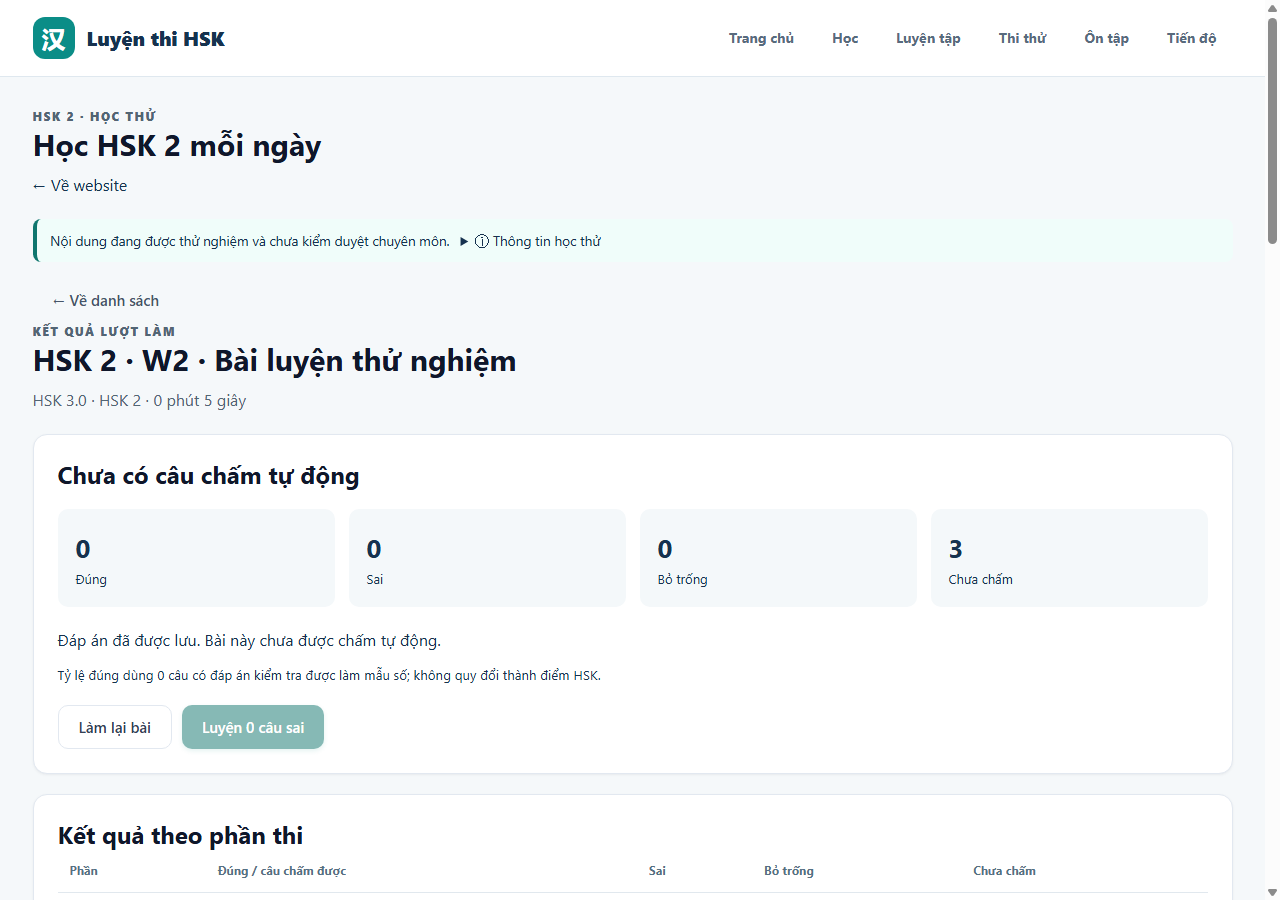 汉 Luyện thi HSK Trang chủ Học Luyện tập Thi thử Ôn tập Tiến độ
HSK 2 · HỌC THỬ
Học HSK 2 mỗi ngày
← Về website
Nội dung đang được thử nghiệm và chưa kiểm duyệt chuyên môn. ▶ ⓘ Thông tin học thử
← Về danh sách
KẾT QUẢ LƯỢT LÀM
HSK 2 · W2 · Bài luyện thử nghiệm
HSK 3.0 · HSK 2 · 0 phút 5 giây
Chưa có câu chấm tự động
0 0 0 3
Đúng Sai Bỏ trống Chưa chấm
Đáp án đã được lưu. Bài này chưa được chấm tự động.
Tỷ lệ đúng dùng 0 câu có đáp án kiểm tra được làm mẫu số; không quy đổi thành điểm HSK.
Làm lại bài Luyện 0 câu sai
Kết quả theo phần thi
Phần Đúng / câu chấm được Sai Bỏ trống Chưa chấm